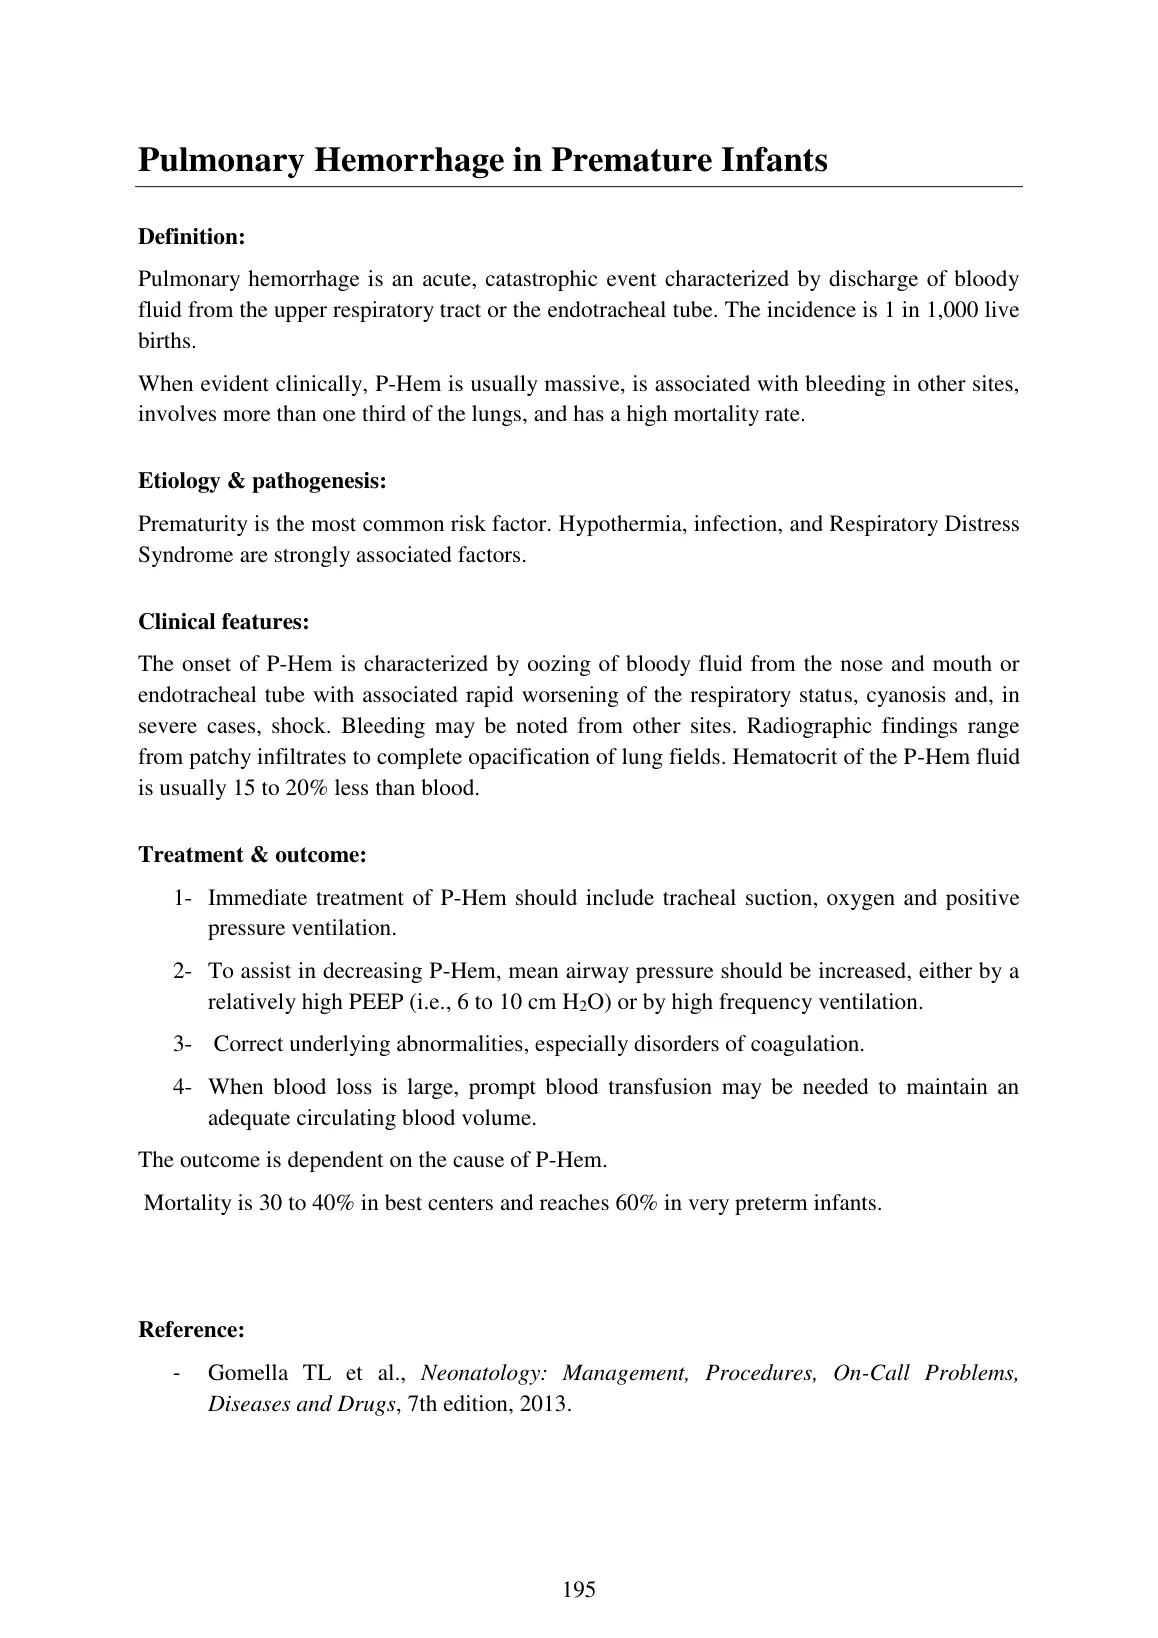 Pulmonary Hemorrhage in Premature Infants
Definition:
Pulmonary hemorrhage is an acute, catastrophic event characterized by discharge of bloody
fluid from the upper respiratory tract or the endotracheal tube. The incidence is 1 in 1,000 live
births.
When evident clinically, P-Hem is usually massive, is associated with bleeding in other sites,
involves more than one third of the lungs, and has a high mortality rate.
Etiology & pathogenesis:
Prematurity is the most common risk factor. Hypothermia, infection, and Respiratory Distress
Syndrome are strongly associated factors.
Clinical features:
The onset of P-Hem is characterized by oozing of bloody fluid from the nose and mouth or
endotracheal tube with associated rapid worsening of the respiratory status, cyanosis and, in
severe cases, shock. Bleeding may be noted from other sites. Radiographic findings range
from patchy infiltrates to complete opacification of lung fields. Hematocrit of the P-Hem fluid
is usually 15 to 20% less than blood.
Treatment & outcome:
1- Immediate treatment of P-Hem should include tracheal suction, oxygen and positive
pressure ventilation.
2- To assist in decreasing P-Hem, mean airway pressure should be increased, either by a
relatively high PEEP (i.e., 6 to 10 cm H2O) or by high frequency ventilation.
3- Correct underlying abnormalities, especially disorders of coagulation.
4- When blood loss is large, prompt blood transfusion may be needed to maintain an
adequate circulating blood volume.
The outcome is dependent on the cause of P-Hem.
Mortality is 30 to 40% in best centers and reaches 60% in very preterm infants.
Reference:
- Gomella TL et al., Neonatology: Management, Procedures, On-Call Problems,
Diseases and Drugs, 7th edition, 2013.
195